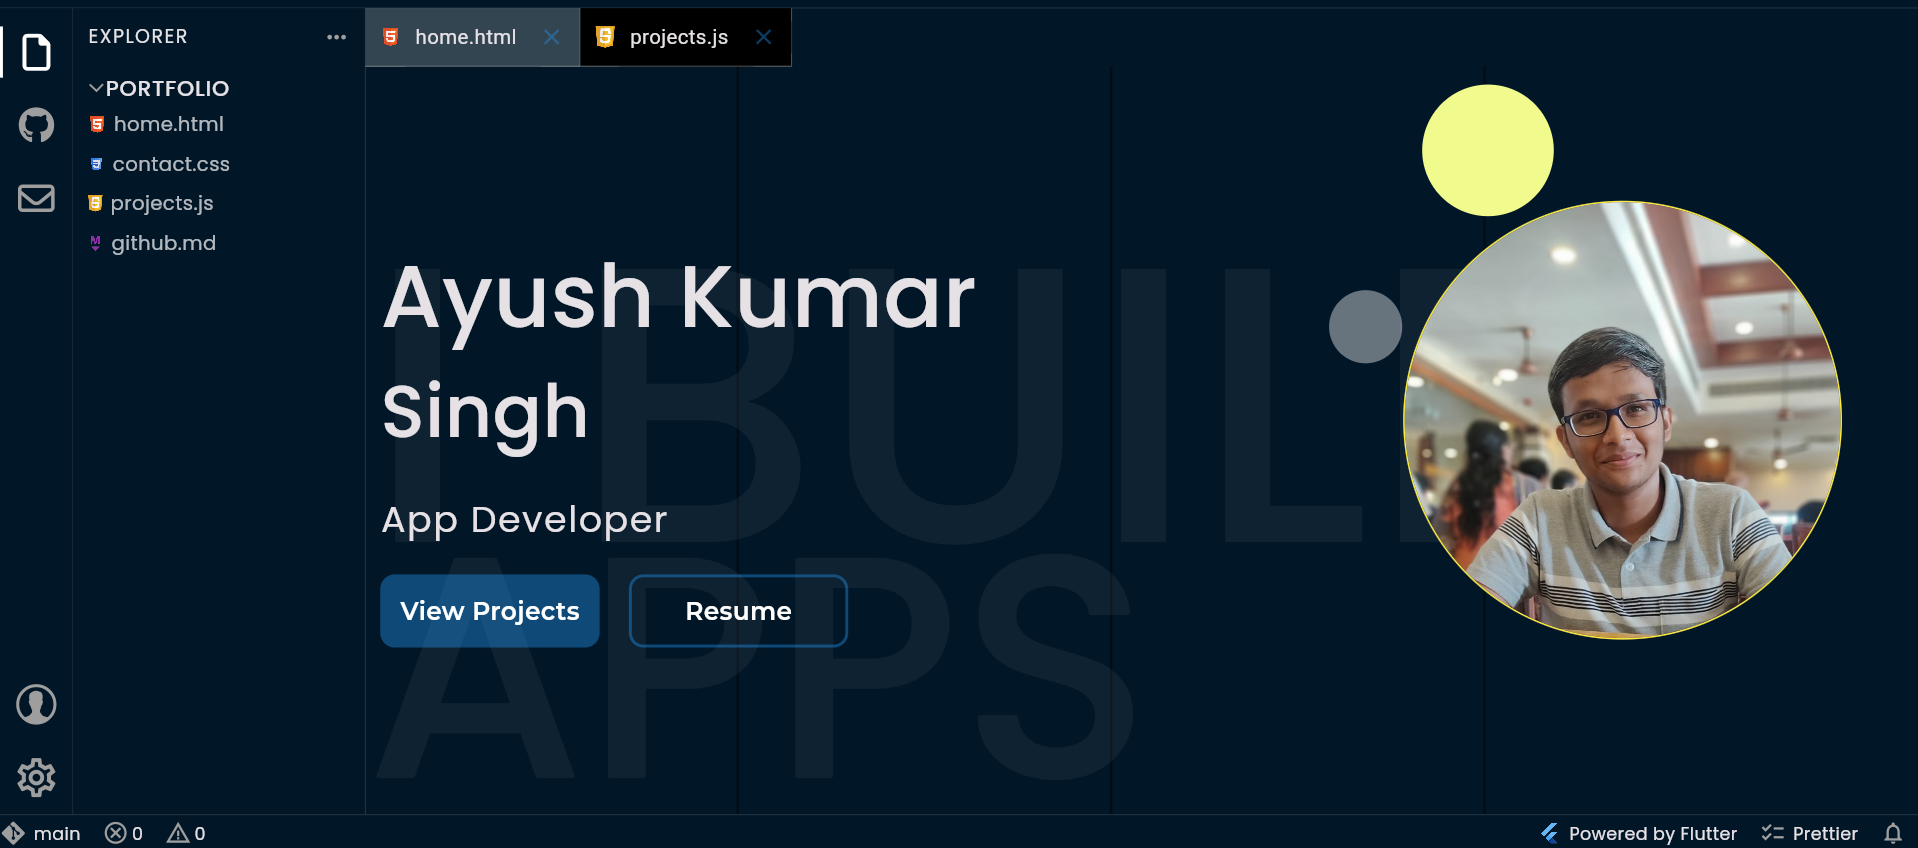 EXPLORER
PORTFOLIO
home.html
contact.css
projects.js
github.md
home.html
projects.js
I BUIL
APPS
Ayush Kumar
Singh
App Developer
View Projects
Resume
main
0
0
Powered by Flutter
Prettier